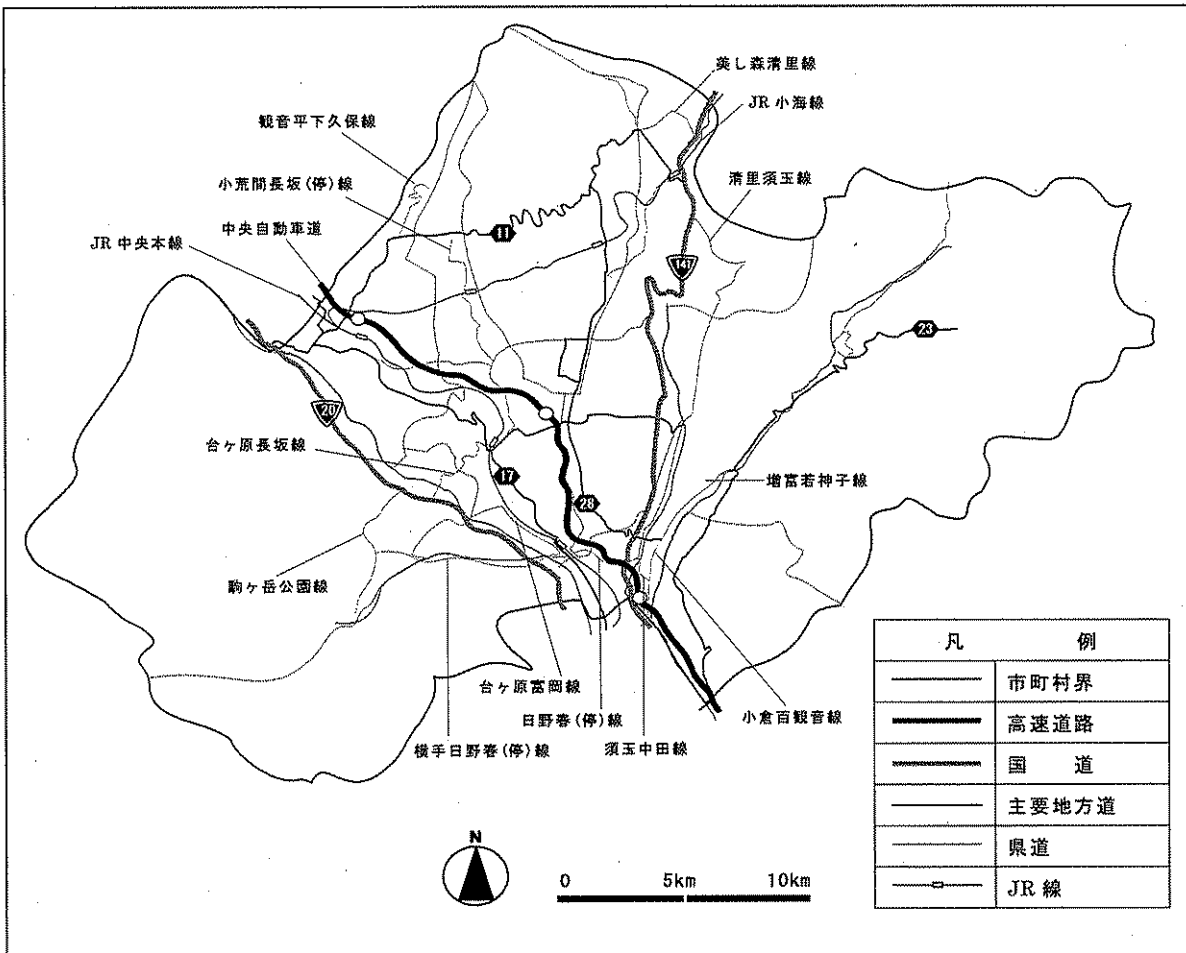 美し森清里線
JR 小海線
観音平下久保線
小荒間長坂(停)線
清里須玉線
中央自動車道
JR 中央本線
11
141
23
20
台ヶ原長坂線
17
28
増富若神子線
駒ヶ岳公園線
台ヶ原富岡線
日野春(停)線
小倉百観音線
横手日野春(停)線
須玉中田線
凡 例
市町村界
高速道路
国 道
主要地方道
県道
JR 線
N
0 5km 10km